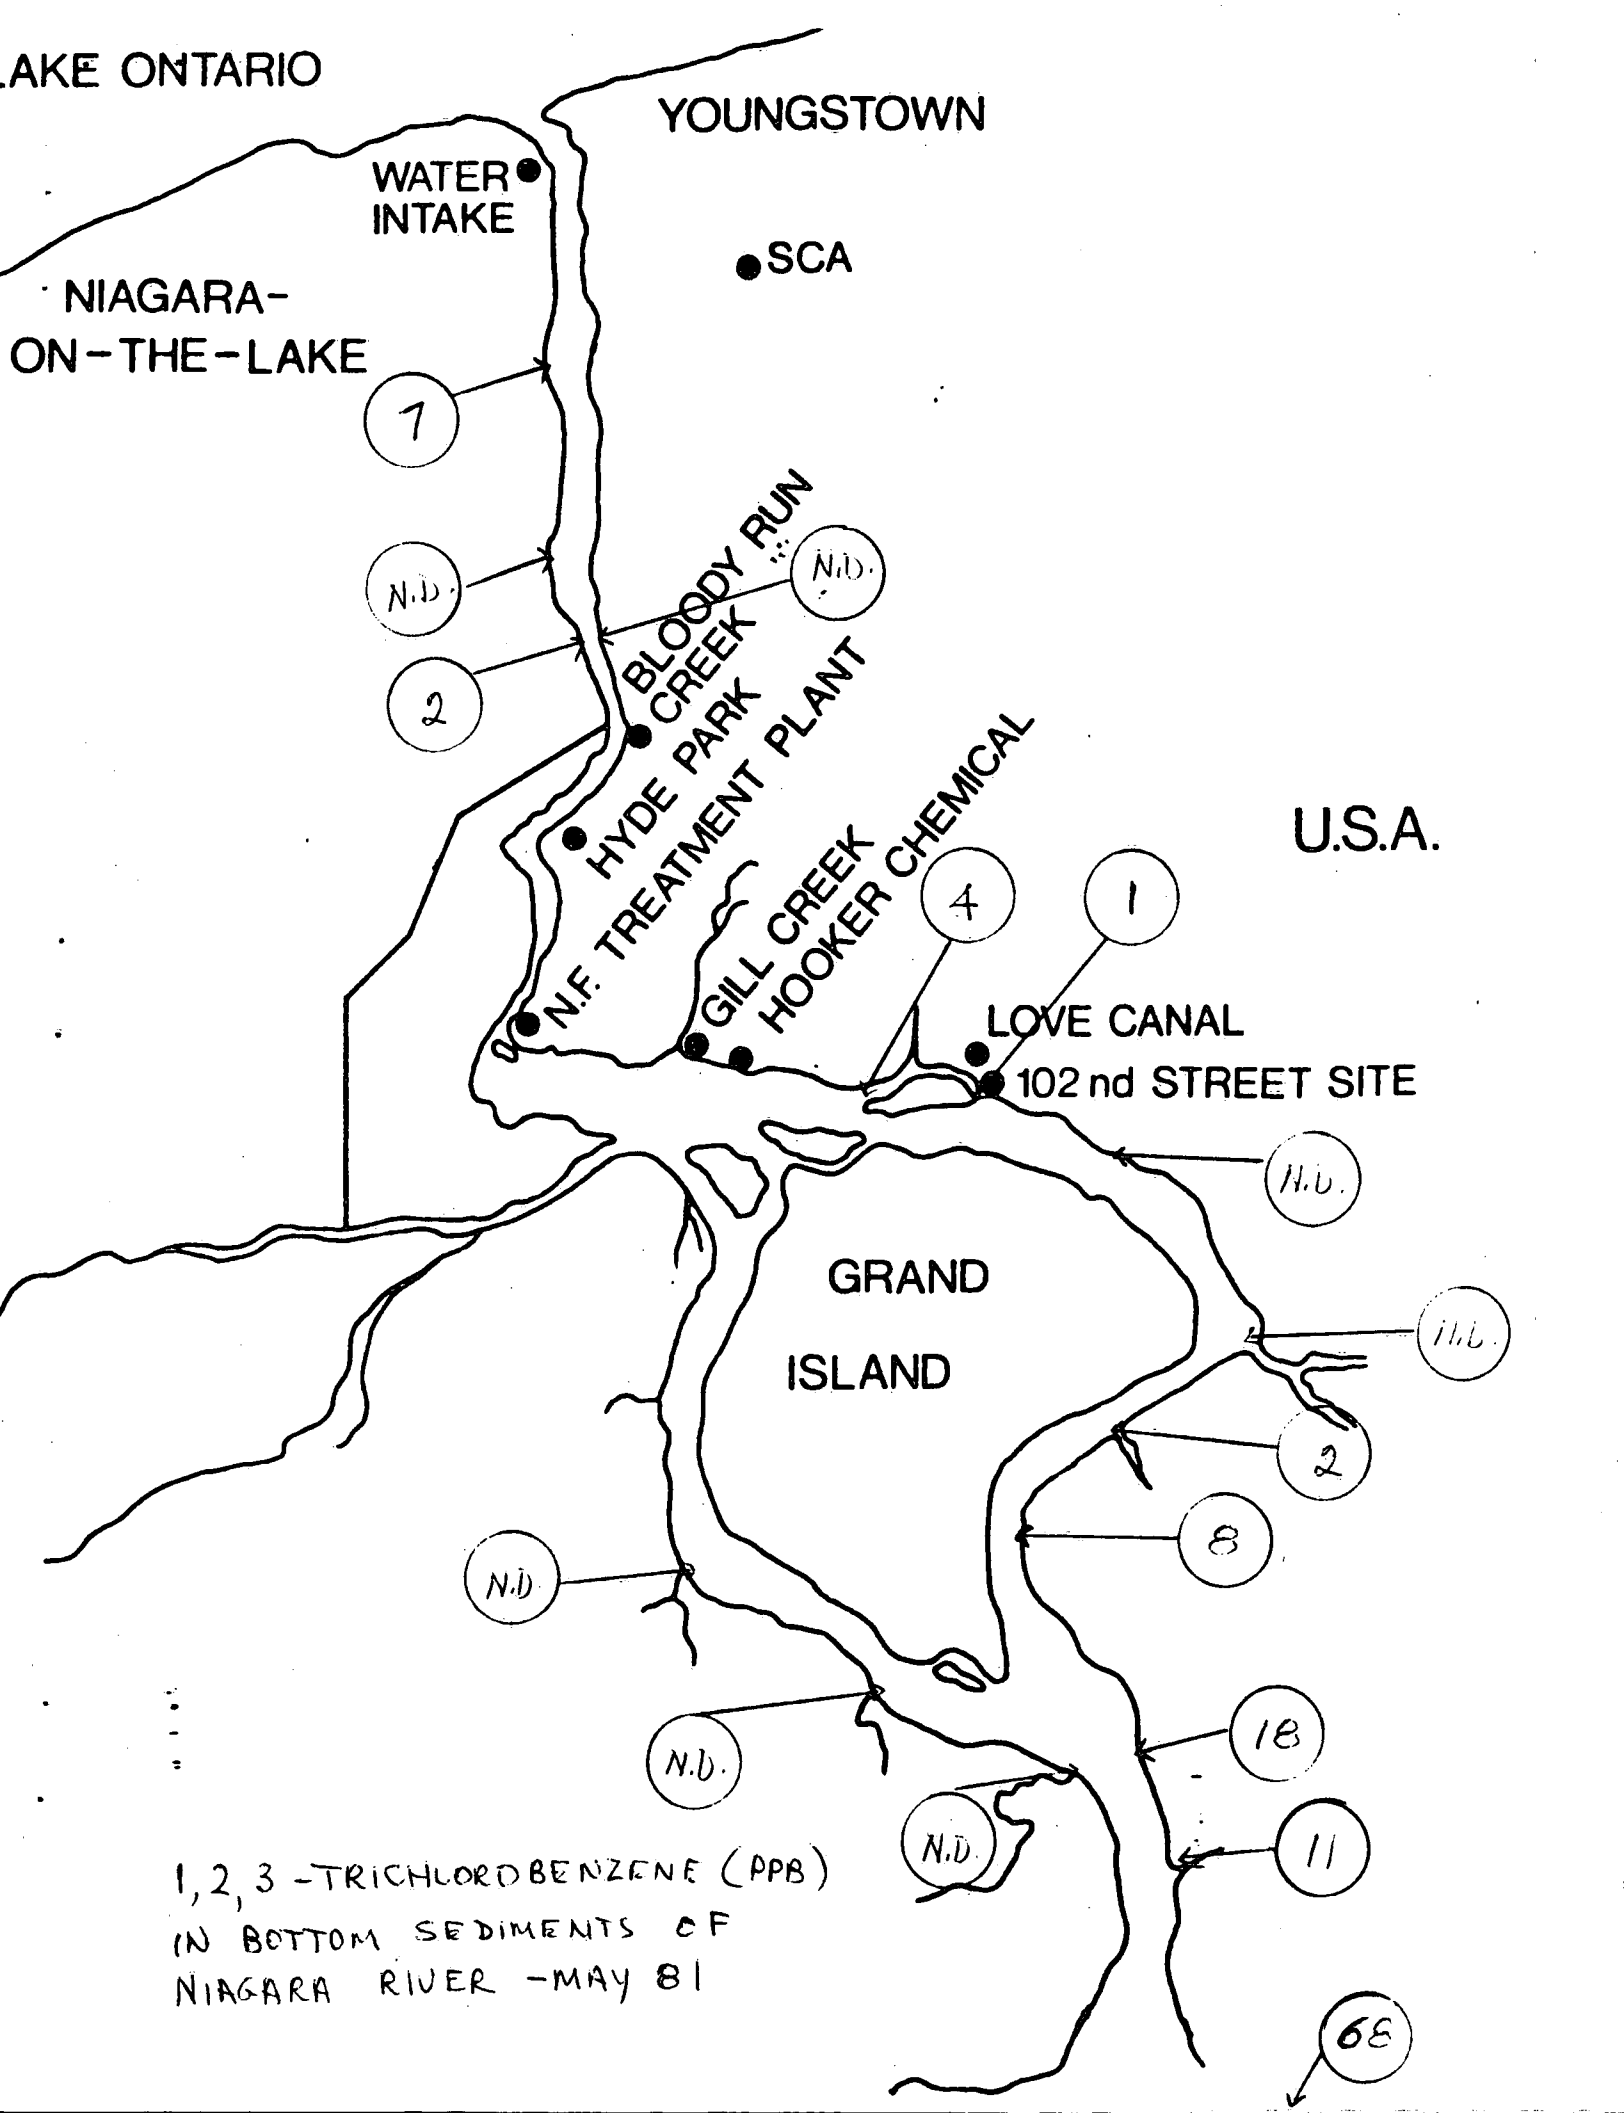 LAKE ONTARIO
YOUNGSTOWN
WATER
INTAKE
SCA
NIAGARA-
ON-THE-LAKE
7
N.D.
N.D.
2
BLOODY RUN
CREEK
HYDE PARK
N.F. TREATMENT PLANT
GILL CREEK
HOOKER CHEMICAL
U.S.A.
4
1
LOVE CANAL
102nd STREET SITE
N.D.
GRAND
ISLAND
N.D.
2
8
N.D.
N.D.
18
N.D.
11
1,2,3-TRICHLOROBENZENE (PPB)
IN BOTTOM SEDIMENTS OF
NIAGARA RIVER -MAY 81
68